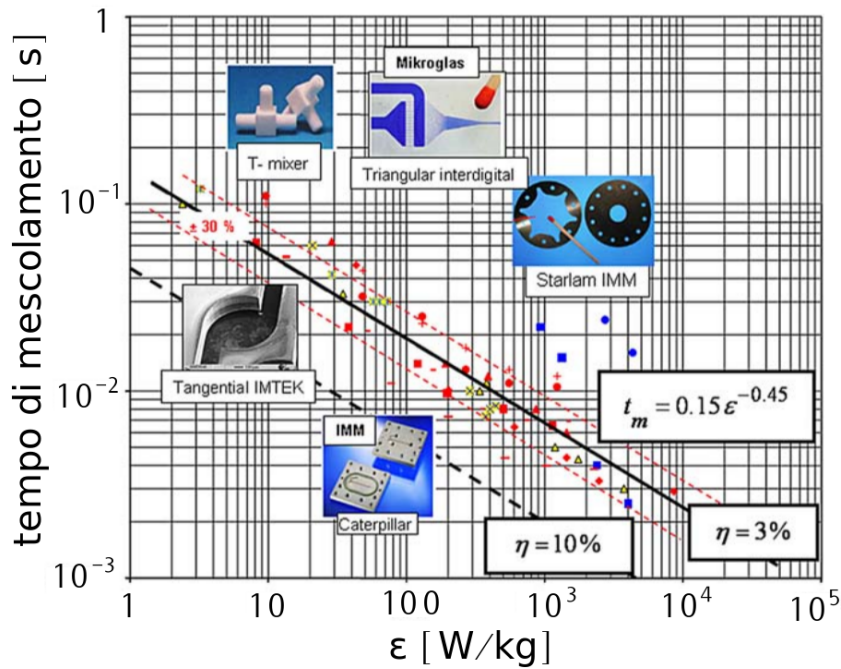 tempo di mescolamento [s]
1
10⁻¹
10⁻²
10⁻³
Mikroglas
T- mixer
Triangular interdigital
± 30 %
Starlam IMM
Tangential IMTEK
IMM
Caterpillar
tₘ = 0.15 ε⁻⁰·⁴⁵
η = 10%
η = 3%
1 10 100 10³ 10⁴ 10⁵
ε [W/kg]